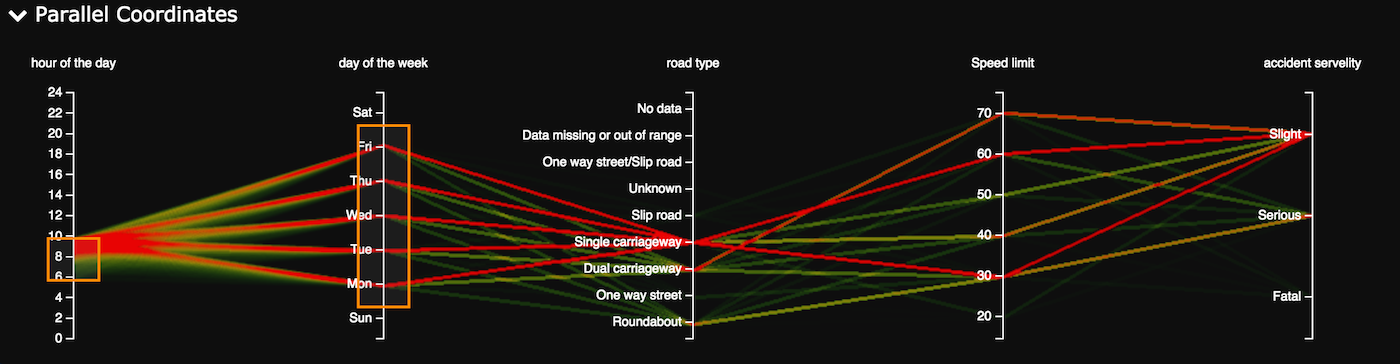 Parallel Coordinates
hour of the day
day of the week
road type
Speed limit
accident servelity
24
22
20
18
16
14
12
10
8
6
4
2
0
Sat
Fri
Thu
Wed
Tue
Mon
Sun
No data
Data missing or out of range
One way street/Slip road
Unknown
Slip road
Single carriageway
Dual carriageway
One way street
Roundabout
70
60
50
40
30
20
Slight
Serious
Fatal